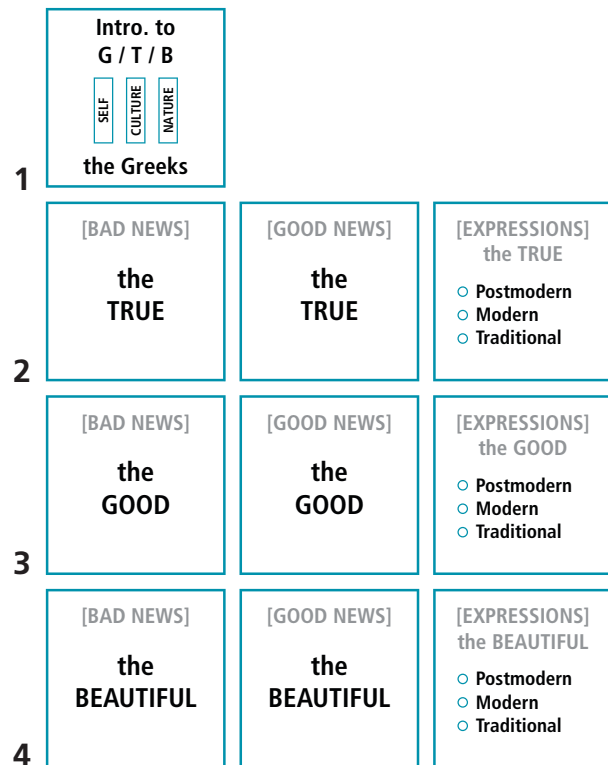 Intro. to
G / T / B
SELF
CULTURE
NATURE
the Greeks
1
[BAD NEWS]
the
TRUE
[GOOD NEWS]
the
TRUE
[EXPRESSIONS]
the TRUE
Postmodern
Modern
Traditional
2
[BAD NEWS]
the
GOOD
[GOOD NEWS]
the
GOOD
[EXPRESSIONS]
the GOOD
Postmodern
Modern
Traditional
3
[BAD NEWS]
the
BEAUTIFUL
[GOOD NEWS]
the
BEAUTIFUL
[EXPRESSIONS]
the BEAUTIFUL
Postmodern
Modern
Traditional
4